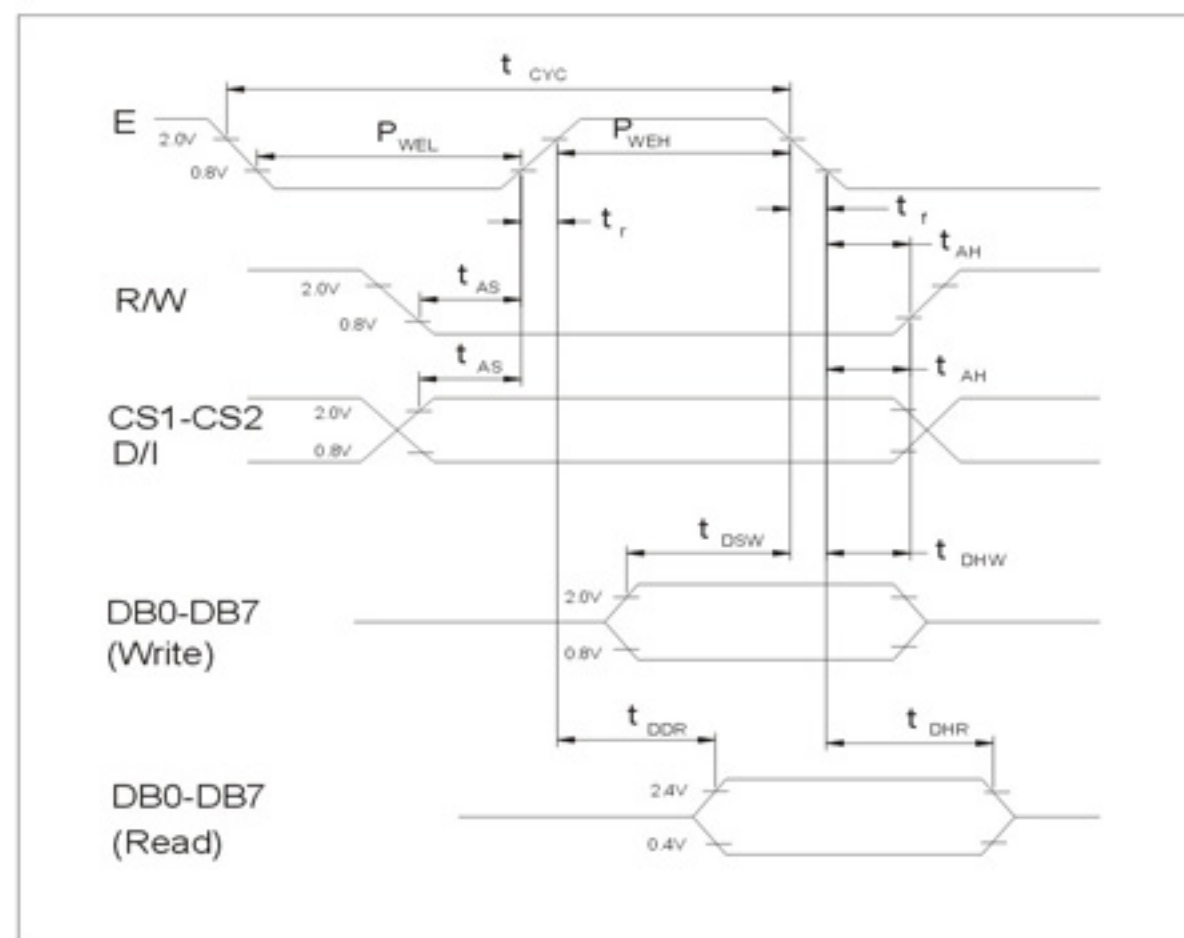 t CYC
E
2.0V
P WEL
P WEH
0.8V
t r
t f
t AH
t AS
2.0V
R/W
0.8V
t AS
t AH
CS1-CS2
2.0V
D/I
0.8V
t DSW
t DHW
DB0-DB7
2.0V
(Write)
0.8V
t DDR
t DHR
DB0-DB7
2.4V
(Read)
0.4V